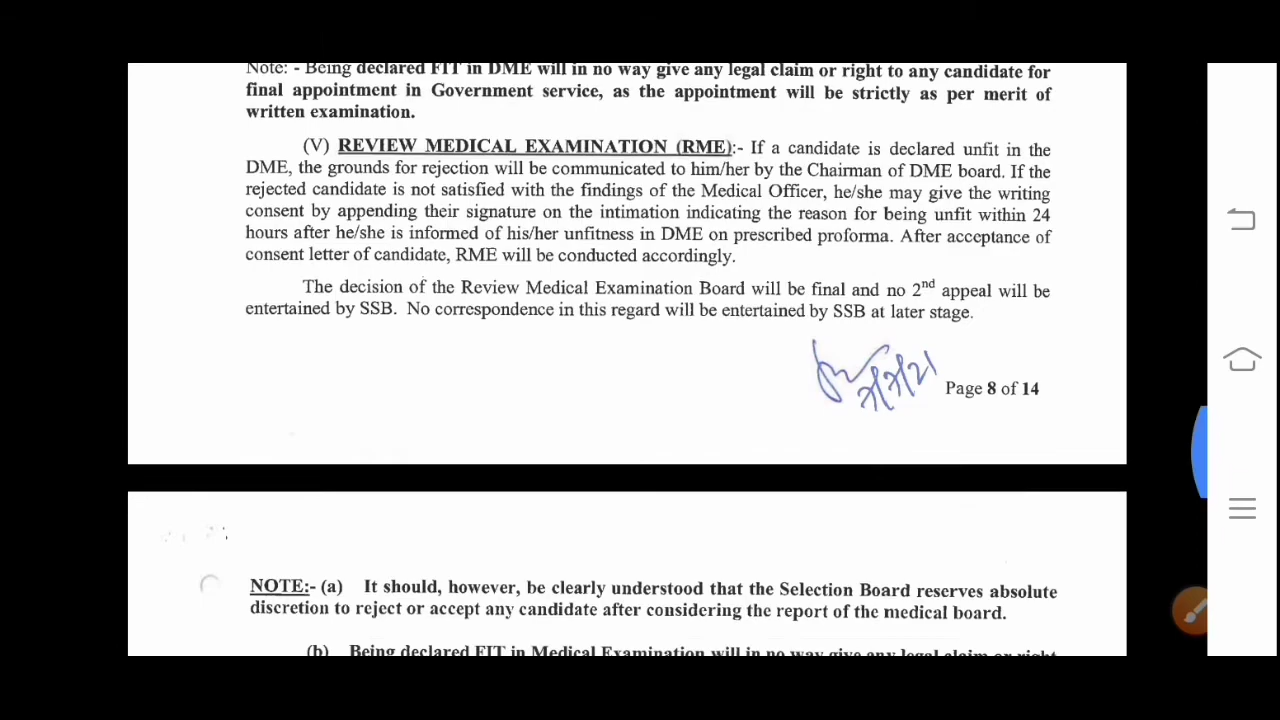 Note: - Being declared FIT in DME will in no way give any legal claim or right to any candidate for
final appointment in Government service, as the appointment will be strictly as per merit of
written examination.
(V) REVIEW MEDICAL EXAMINATION (RME):- If a candidate is declared unfit in the
DME, the grounds for rejection will be communicated to him/her by the Chairman of DME board. If the
rejected candidate is not satisfied with the findings of the Medical Officer, he/she may give the writing
consent by appending their signature on the intimation indicating the reason for being unfit within 24
hours after he/she is informed of his/her unfitness in DME on prescribed proforma. After acceptance of
consent letter of candidate, RME will be conducted accordingly.
The decision of the Review Medical Examination Board will be final and no 2nd appeal will be
entertained by SSB. No correspondence in this regard will be entertained by SSB at later stage.
Page 8 of 14
NOTE:- (a) It should, however, be clearly understood that the Selection Board reserves absolute
discretion to reject or accept any candidate after considering the report of the medical board.
(b) Being declared FIT in Medical Examination will in no way give any legal claim or right